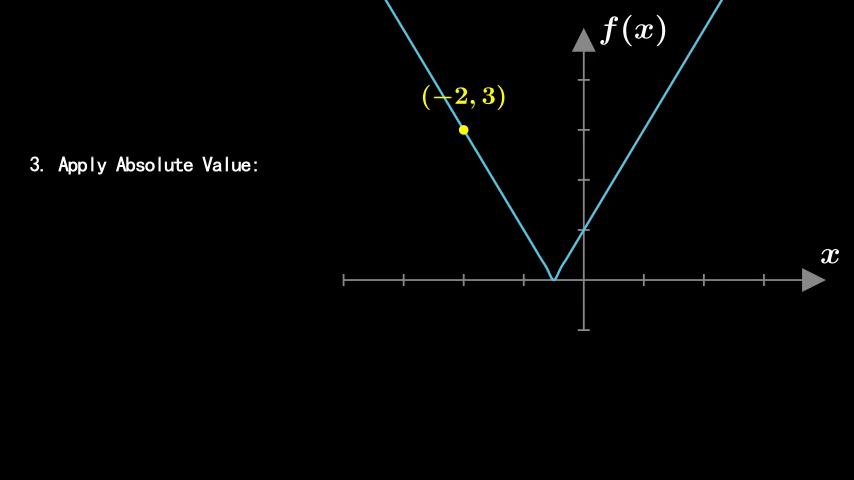 f(x)
(−2, 3)
3. Apply Absolute Value:
x